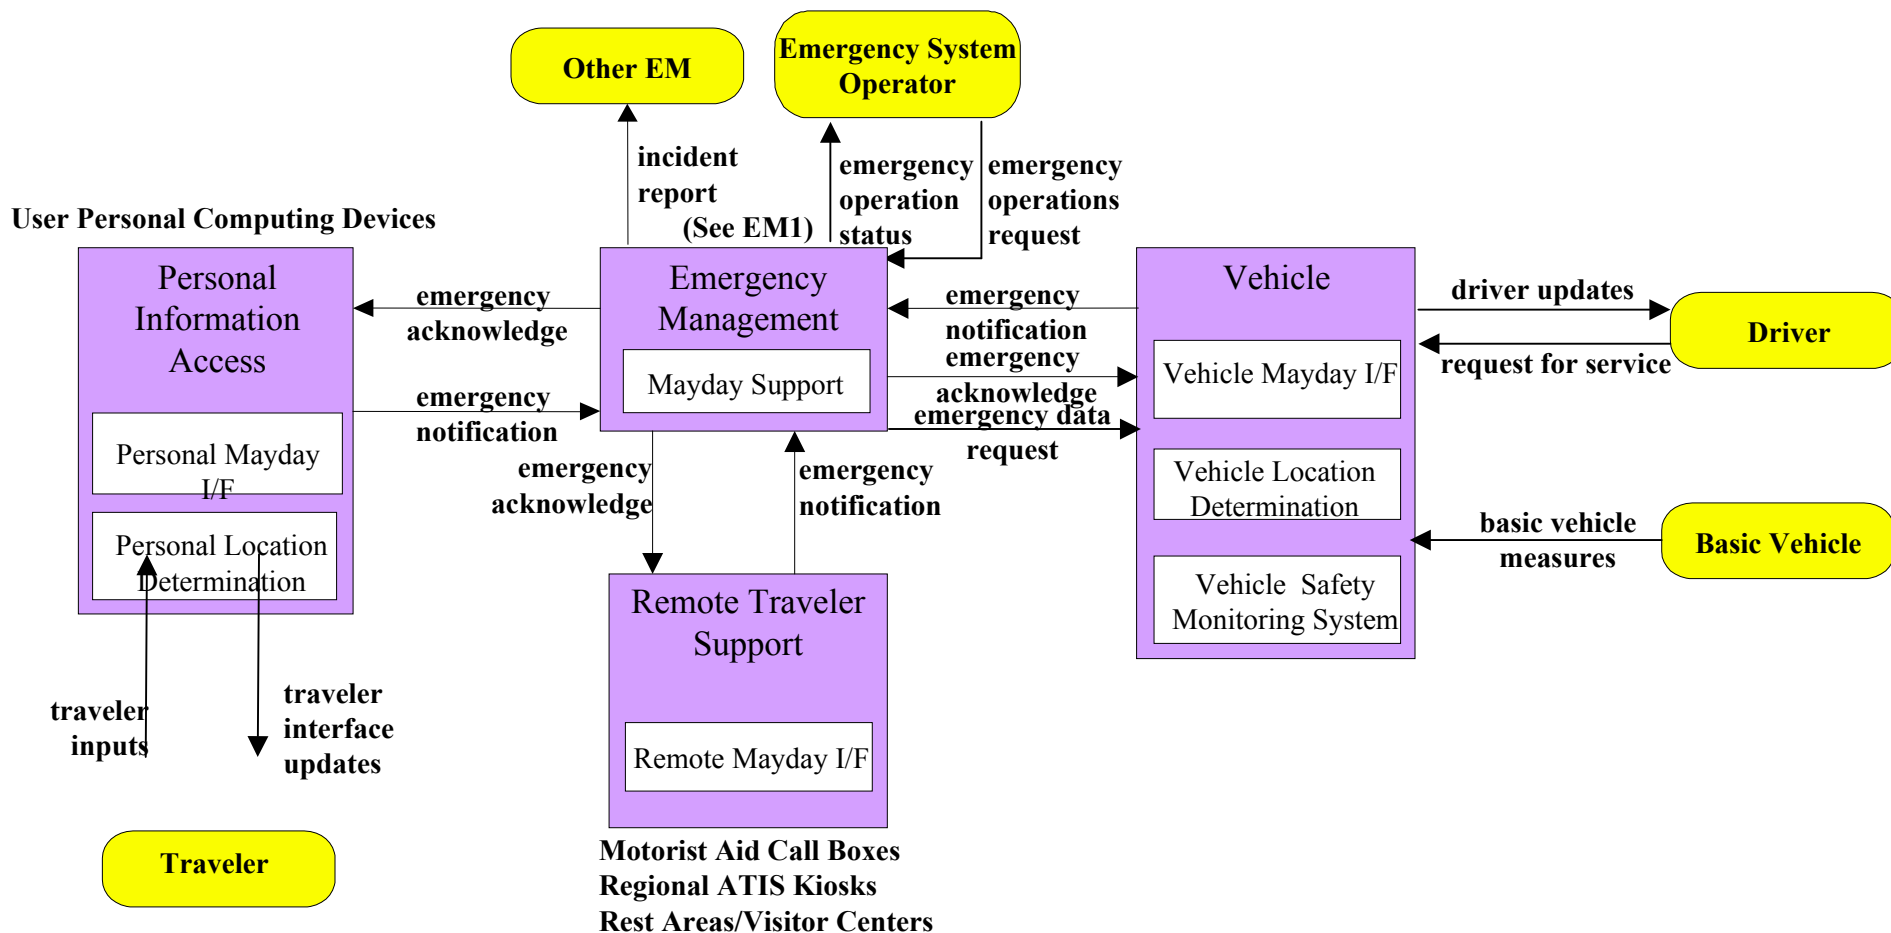 Other EM
Emergency System
Operator
incident
report
(See EM1)
emergency
operation
status
emergency
operations
request
User Personal Computing Devices
Personal
Information
Access
Personal Mayday
I/F
Personal Location
Determination
emergency
acknowledge
emergency
notification
Emergency
Management
Mayday Support
emergency
notification
emergency
acknowledge
emergency data
request
Vehicle
Vehicle Mayday I/F
Vehicle Location
Determination
Vehicle Safety
Monitoring System
driver updates
Driver
request for service
basic vehicle
measures
Basic Vehicle
emergency
acknowledge
emergency
notification
Remote Traveler
Support
Remote Mayday I/F
traveler
inputs
traveler
interface
updates
Traveler
Motorist Aid Call Boxes
Regional ATIS Kiosks
Rest Areas/Visitor Centers